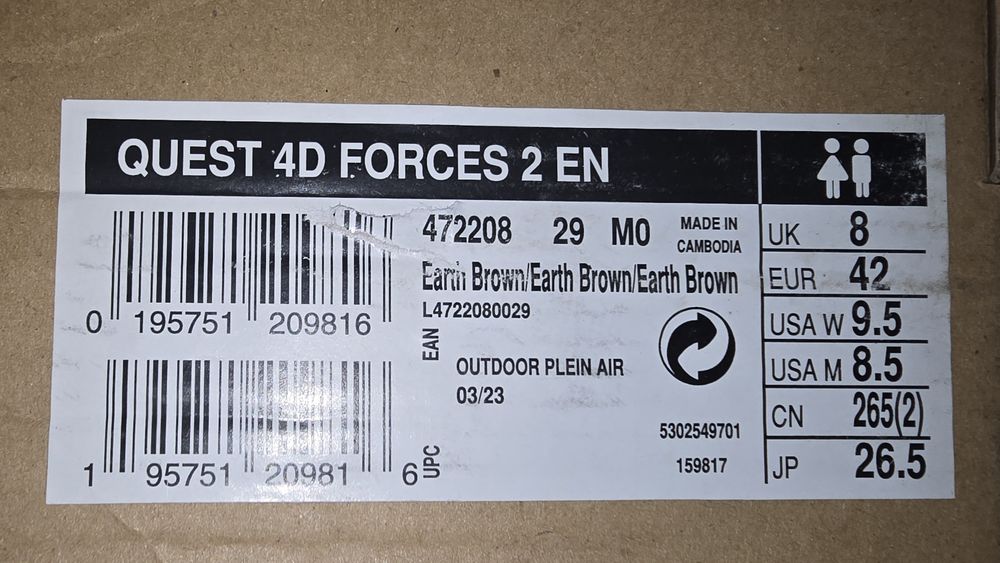 QUEST 4D FORCES 2 EN
0 195751 209816
EAN
1 95751 20981 6
UPC
472208 29 M0
MADE IN
CAMBODIA
Earth Brown/Earth Brown/Earth Brown
L4722080029
OUTDOOR PLEIN AIR
03/23
5302549701
159817
UK 8
EUR 42
USA W 9.5
USA M 8.5
CN 265(2)
JP 26.5